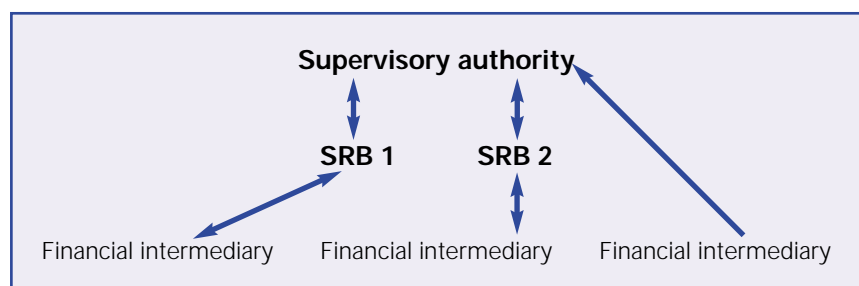 Supervisory authority
SRB 1 SRB 2
Financial intermediary Financial intermediary Financial intermediary